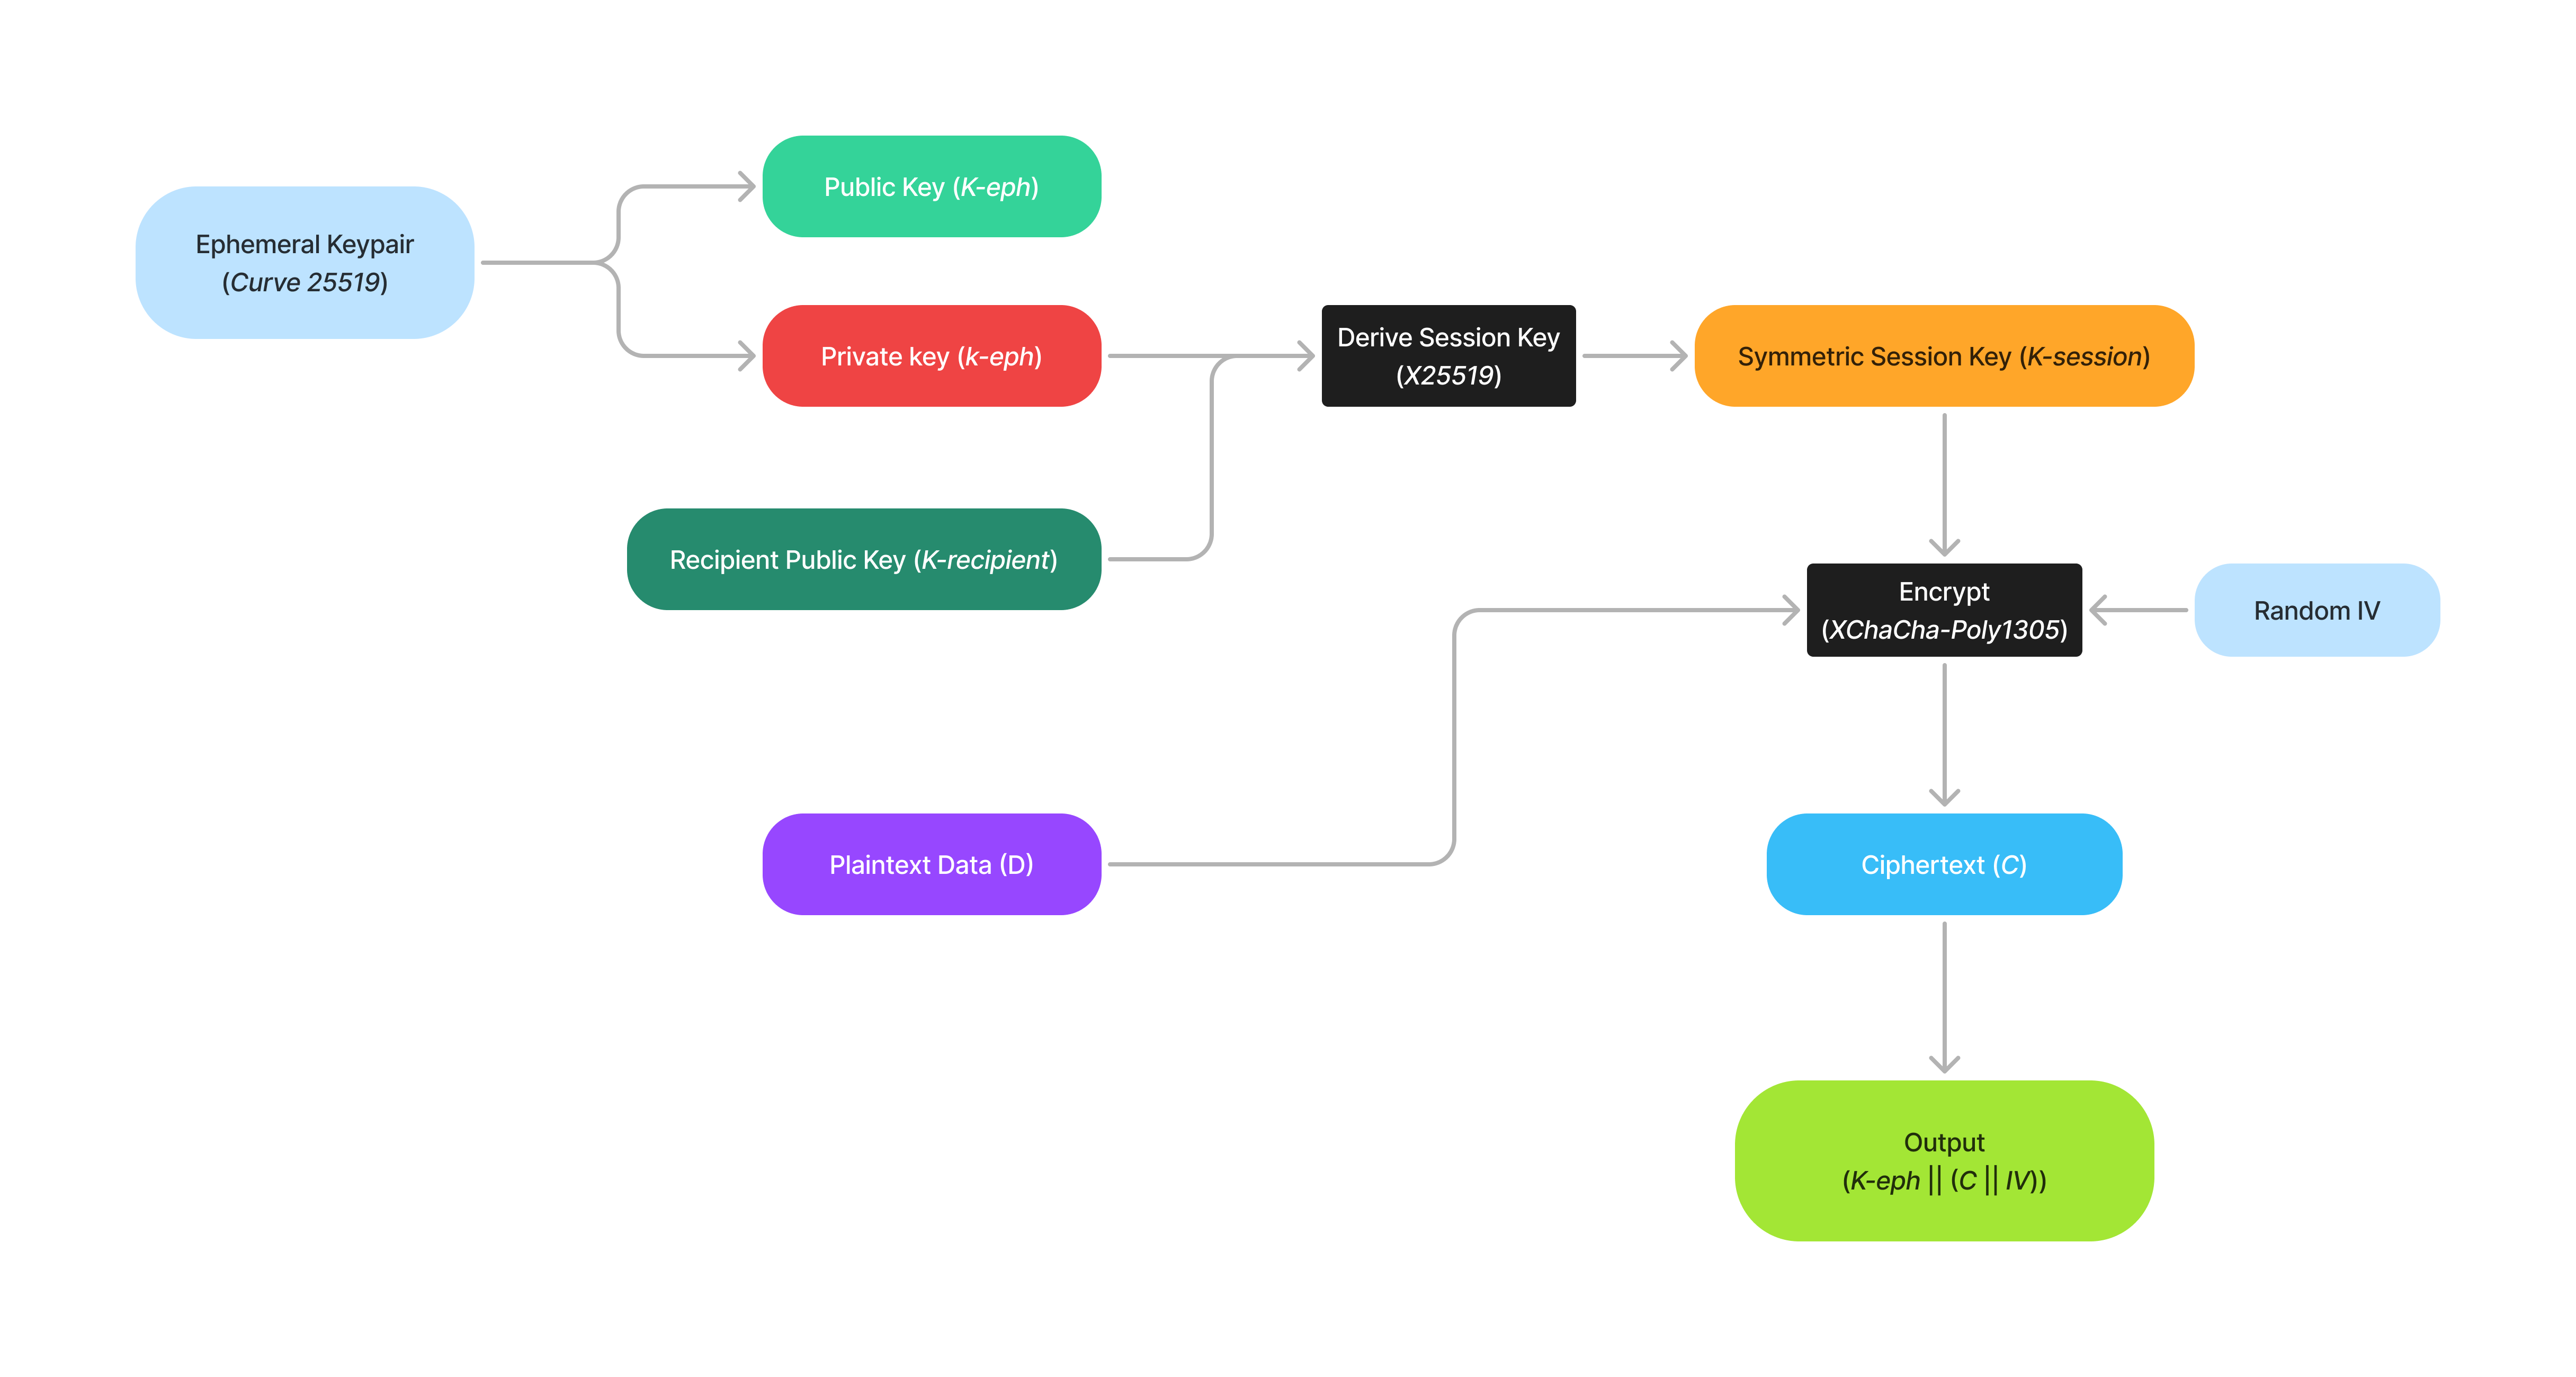 Public Key (K-eph)
Ephemeral Keypair
(Curve 25519)
Private key (k-eph)
Derive Session Key
(X25519)
Symmetric Session Key (K-session)
Recipient Public Key (K-recipient)
Encrypt
(XChaCha-Poly1305)
Random IV
Plaintext Data (D)
Ciphertext (C)
Output
(K-eph || (C || IV))